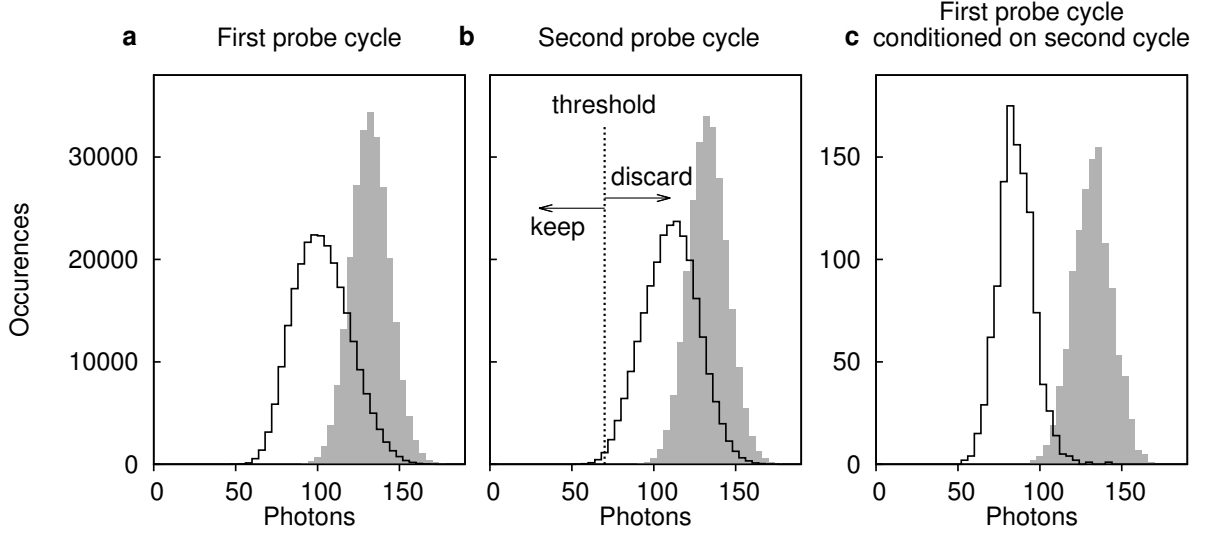 a First probe cycle
b Second probe cycle
c First probe cycle
conditioned on second cycle
Occurences
30000
20000
10000
0
0 50 100 150
Photons
threshold
discard
keep
0 50 100 150
Photons
150
100
50
0
0 50 100 150
Photons